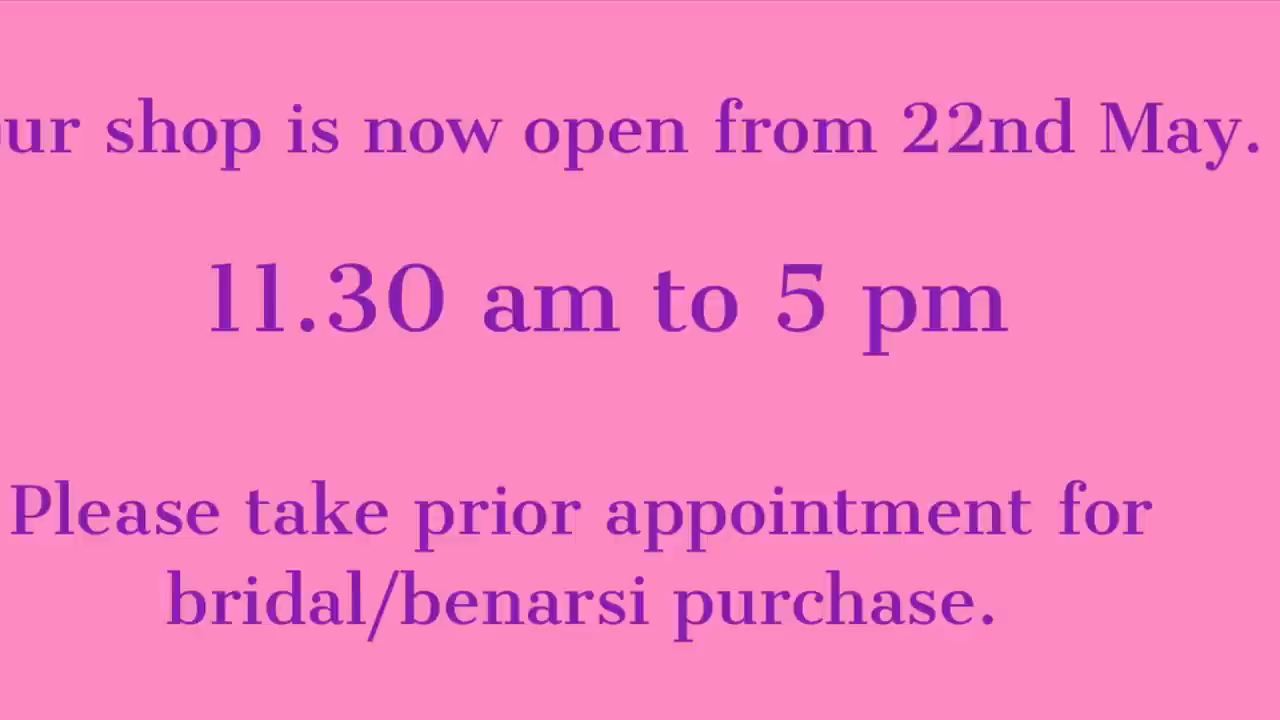 our shop is now open from 22nd May.
11.30 am to 5 pm
Please take prior appointment for
bridal/benarsi purchase.